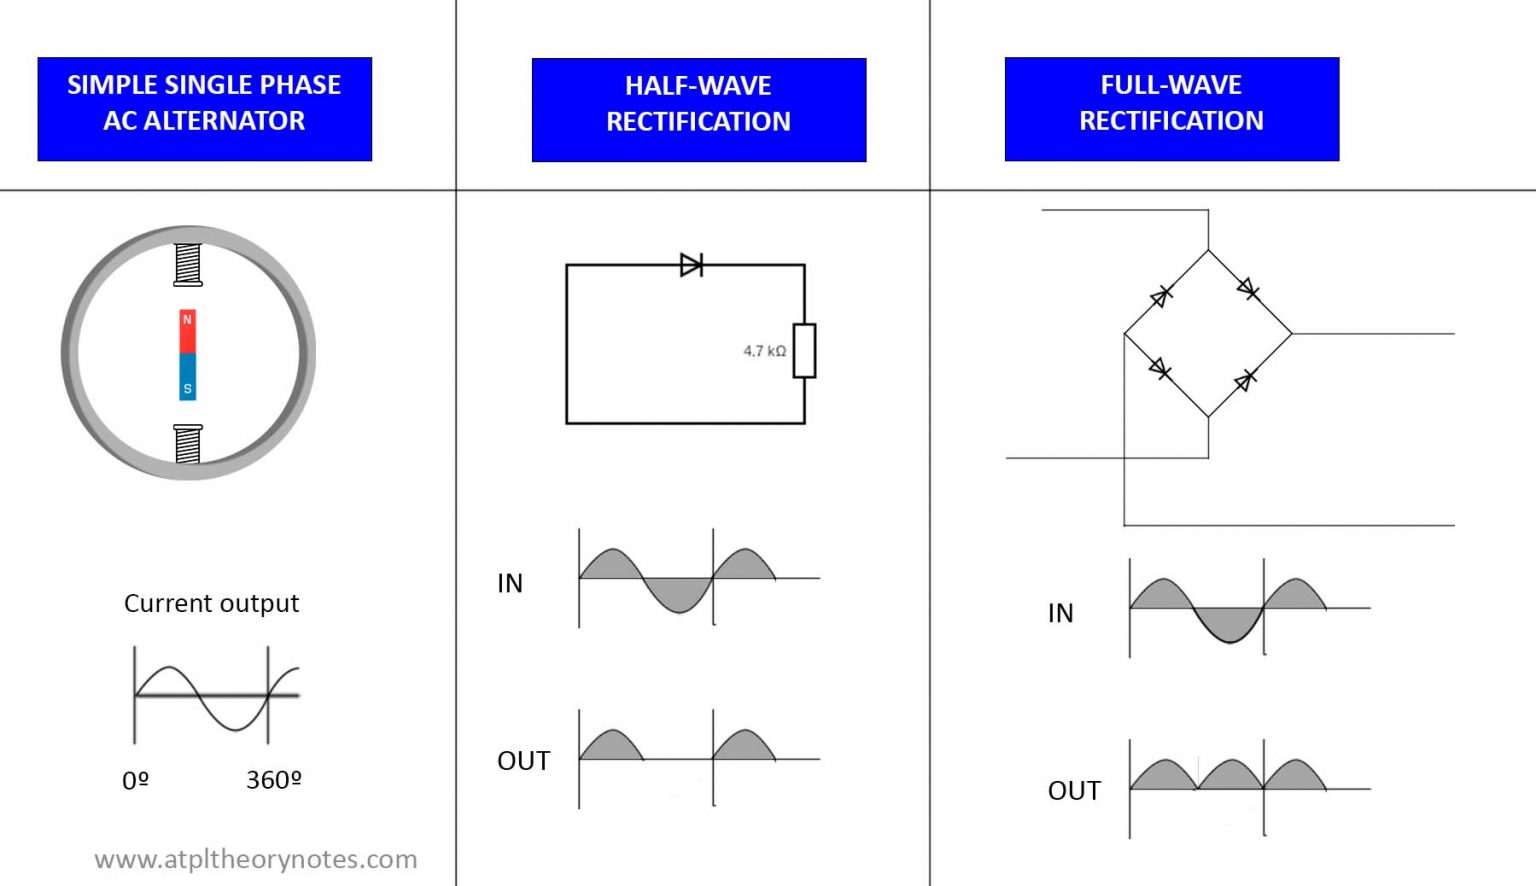 SIMPLE SINGLE PHASE
AC ALTERNATOR
HALF-WAVE
RECTIFICATION
FULL-WAVE
RECTIFICATION
N
S
Current output
0º
360º
4.7 kΩ
IN
OUT
IN
OUT
www.atpltheorynotes.com